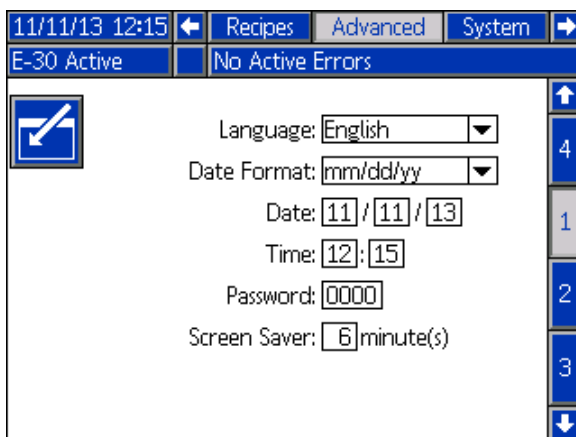 11/11/13 12:15 Recipes Advanced System
E-30 Active No Active Errors
Language: English
Date Format: mm/dd/yy
Date: 11 / 11 / 13
Time: 12:15
Password: 0000
Screen Saver: 6 minute(s)
4
1
2
3